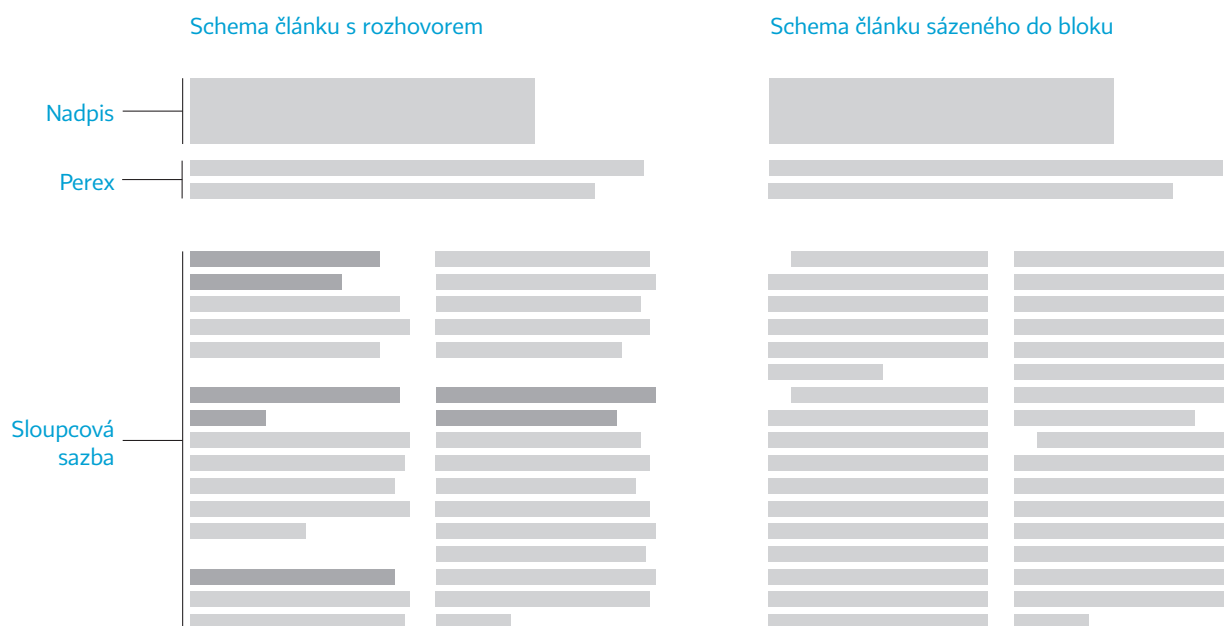 Schema článku s rozhovorem
Schema článku sázeného do bloku
Nadpis
Perex
Sloupcová
sazba